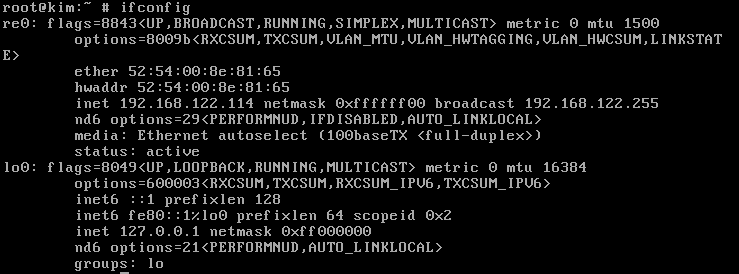 root@kim:~ # ifconfig
re0: flags=8843<UP,BROADCAST,RUNNING,SIMPLEX,MULTICAST> metric 0 mtu 1500
options=8009b<RXCSUM,TXCSUM,VLAN_MTU,VLAN_HWTAGGING,VLAN_HWCSUM,LINKSTAT
E>
ether 52:54:00:8e:81:65
hwaddr 52:54:00:8e:81:65
inet 192.168.122.114 netmask 0xffffff00 broadcast 192.168.122.255
nd6 options=29<PERFORMNUD,IFDISABLED,AUTO_LINKLOCAL>
media: Ethernet autoselect (100baseTX <full-duplex>)
status: active
lo0: flags=8049<UP,LOOPBACK,RUNNING,MULTICAST> metric 0 mtu 16384
options=600003<RXCSUM,TXCSUM,RXCSUM_IPV6,TXCSUM_IPV6>
inet6 ::1 prefixlen 128
inet6 fe80::1%lo0 prefixlen 64 scopeid 0x2
inet 127.0.0.1 netmask 0xff000000
nd6 options=21<PERFORMNUD,AUTO_LINKLOCAL>
groups: lo